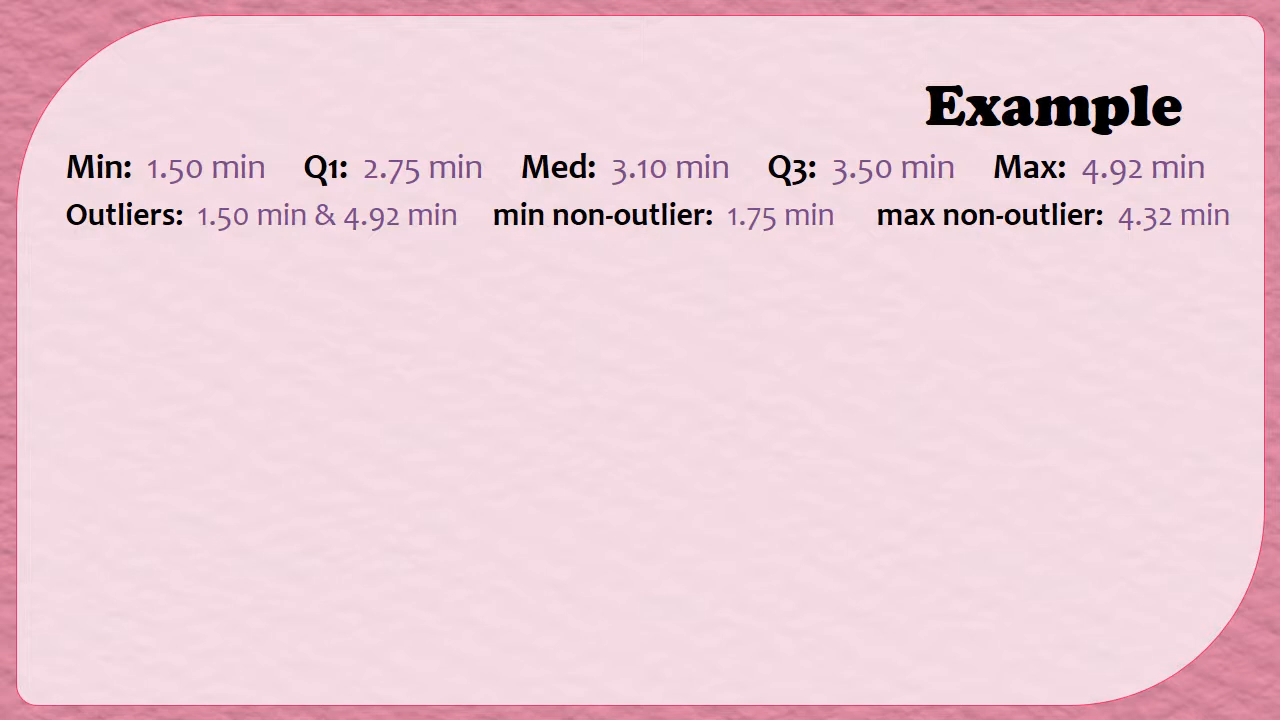 Example
Min: 1.50 min Q1: 2.75 min Med: 3.10 min Q3: 3.50 min Max: 4.92 min
Outliers: 1.50 min & 4.92 min min non-outlier: 1.75 min max non-outlier: 4.32 min